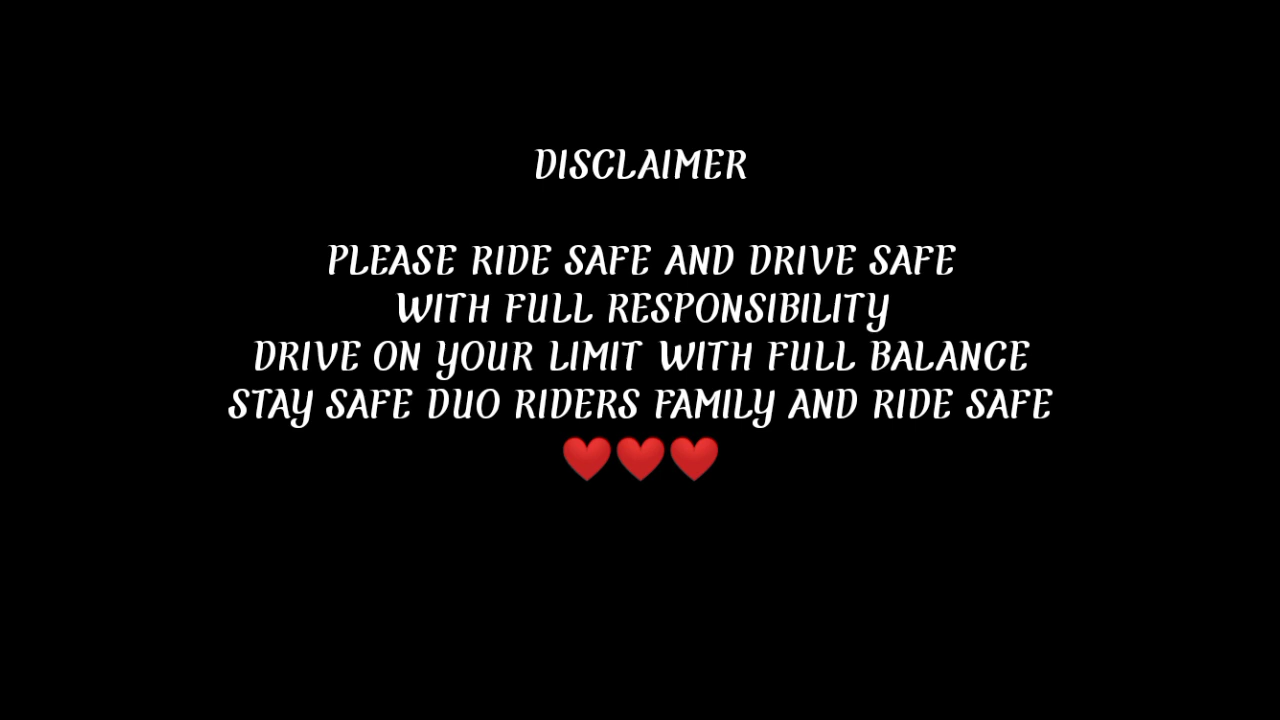 DISCLAIMER
PLEASE RIDE SAFE AND DRIVE SAFE
WITH FULL RESPONSIBILITY
DRIVE ON YOUR LIMIT WITH FULL BALANCE
STAY SAFE DUO RIDERS FAMILY AND RIDE SAFE
❤️❤️❤️